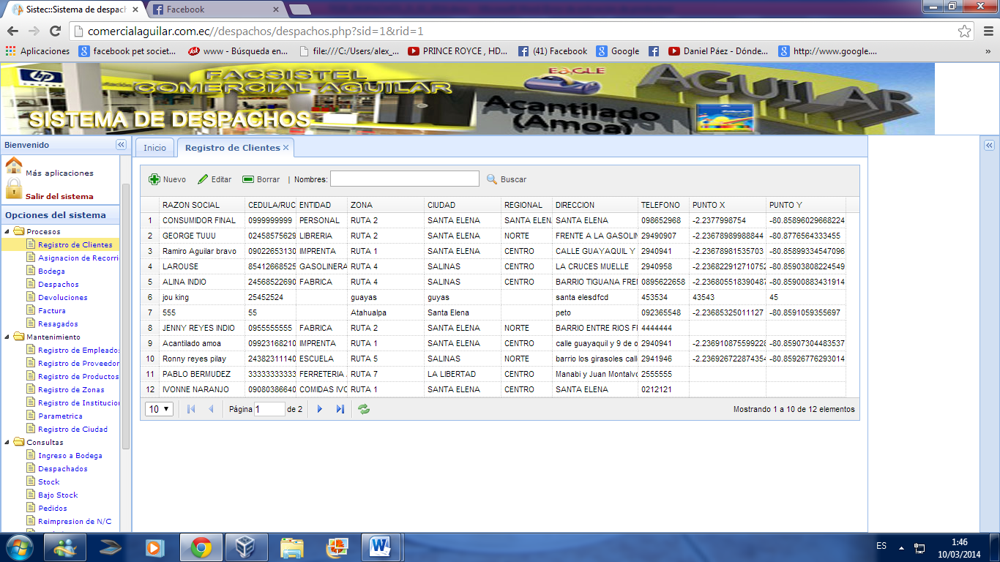 Sistec::Sistema de despach
Facebook
comercialaguilar.com.ec//despachos/despachos.php?sid=1&rid=1
Aplicaciones facebook pet societ... www - Búsqueda en... file:///C:/Users/alex_... PRINCE ROYCE , HD... (41) Facebook Google Daniel Páez - Dónde... http://www.google.... »
hp
FACSISTEL
COMERCIAL AGUILAR
SISTEMA DE DESPACHOS
EAGLE
AGUILAR
Acantilado
(Amoa)
Bienvenido
Más aplicaciones
Salir del sistema
Opciones del sistema
Procesos
Registro de Clientes
Asignacion de Recorri
Bodega
Despachos
Devoluciones
Factura
Resagados
Mantenimiento
Registro de Empleados
Registro de Proveedor
Registro de Productos
Registro de Zonas
Registro de Institucion
Parametrica
Registro de Ciudad
Consultas
Ingreso a Bodega
Despachados
Stock
Bajo Stock
Pedidos
Reimpresion de N/C
Inicio Registro de Clientes
Nuevo Editar Borrar | Nombres: Buscar
RAZON SOCIAL CEDULA/RUC ENTIDAD ZONA CIUDAD REGIONAL DIRECCION TELEFONO PUNTO X PUNTO Y
1 CONSUMIDOR FINAL 0999999999 PERSONAL RUTA 2 SANTA ELENA SANTA ELEN. SANTA ELENA 098652968 -2.2377998754 -80.85896029668224
2 GEORGE TUUU 02458575629 LIBRERIA RUTA 2 SANTA ELENA NORTE FRENTE A LA GASOLIN 29490907 -2.23678989988844 -80.8776564333455
3 Ramiro Aguilar bravo 09022653130 IMPRENTA RUTA 1 SANTA ELENA CENTRO CALLE GUAYAQUIL Y 2940941 -2.23678981535703 -80.85899334547096
4 LAROUSE 85412668525 GASOLINERA RUTA 4 SALINAS CENTRO LA CRUCES MUELLE 2940958 -2.236822912710752 -80.85903808224549
5 ALINA INDIO 24568522690 FABRICA RUTA 4 SALINAS CENTRO BARRIO TIGUANA FREI 0895622658 -2.236805518390487 -80.85900883431914
6 jou king 25452524 guayas guyas santa elesdfcd 453534 43543 45
7 555 55 Atahualpa Santa Elena peto 092365548 -2.23685325011127 -80.8591059355697
8 JENNY REYES INDIO 0955555555 FABRICA RUTA 2 SANTA ELENA NORTE BARRIO ENTRE RIOS FI 4444444
9 Acantilado amoa 09923168210 IMPRENTA RUTA 1 SANTA ELENA CENTRO calle guayaquil y 9 de o 2940941 -2.236910875599228 -80.85907304483537
10 Ronny reyes pilay 24382311140 ESCUELA RUTA 5 SALINAS NORTE barrio los girasoles call 2941946 -2.236926722874354 -80.85926776293014
11 PABLO BERMUDEZ 33333333333 FERRETERIA RUTA 7 LA LIBERTAD CENTRO Manabi y Juan Montalvo 2555555
12 IVONNE NARANJO 09080386640 COMIDAS IVO RUTA 1 SANTA ELENA CENTRO SANTA ELENA 0212121
10 Página 1 de 2 Mostrando 1 a 10 de 12 elementos
ES 1:46
10/03/2014